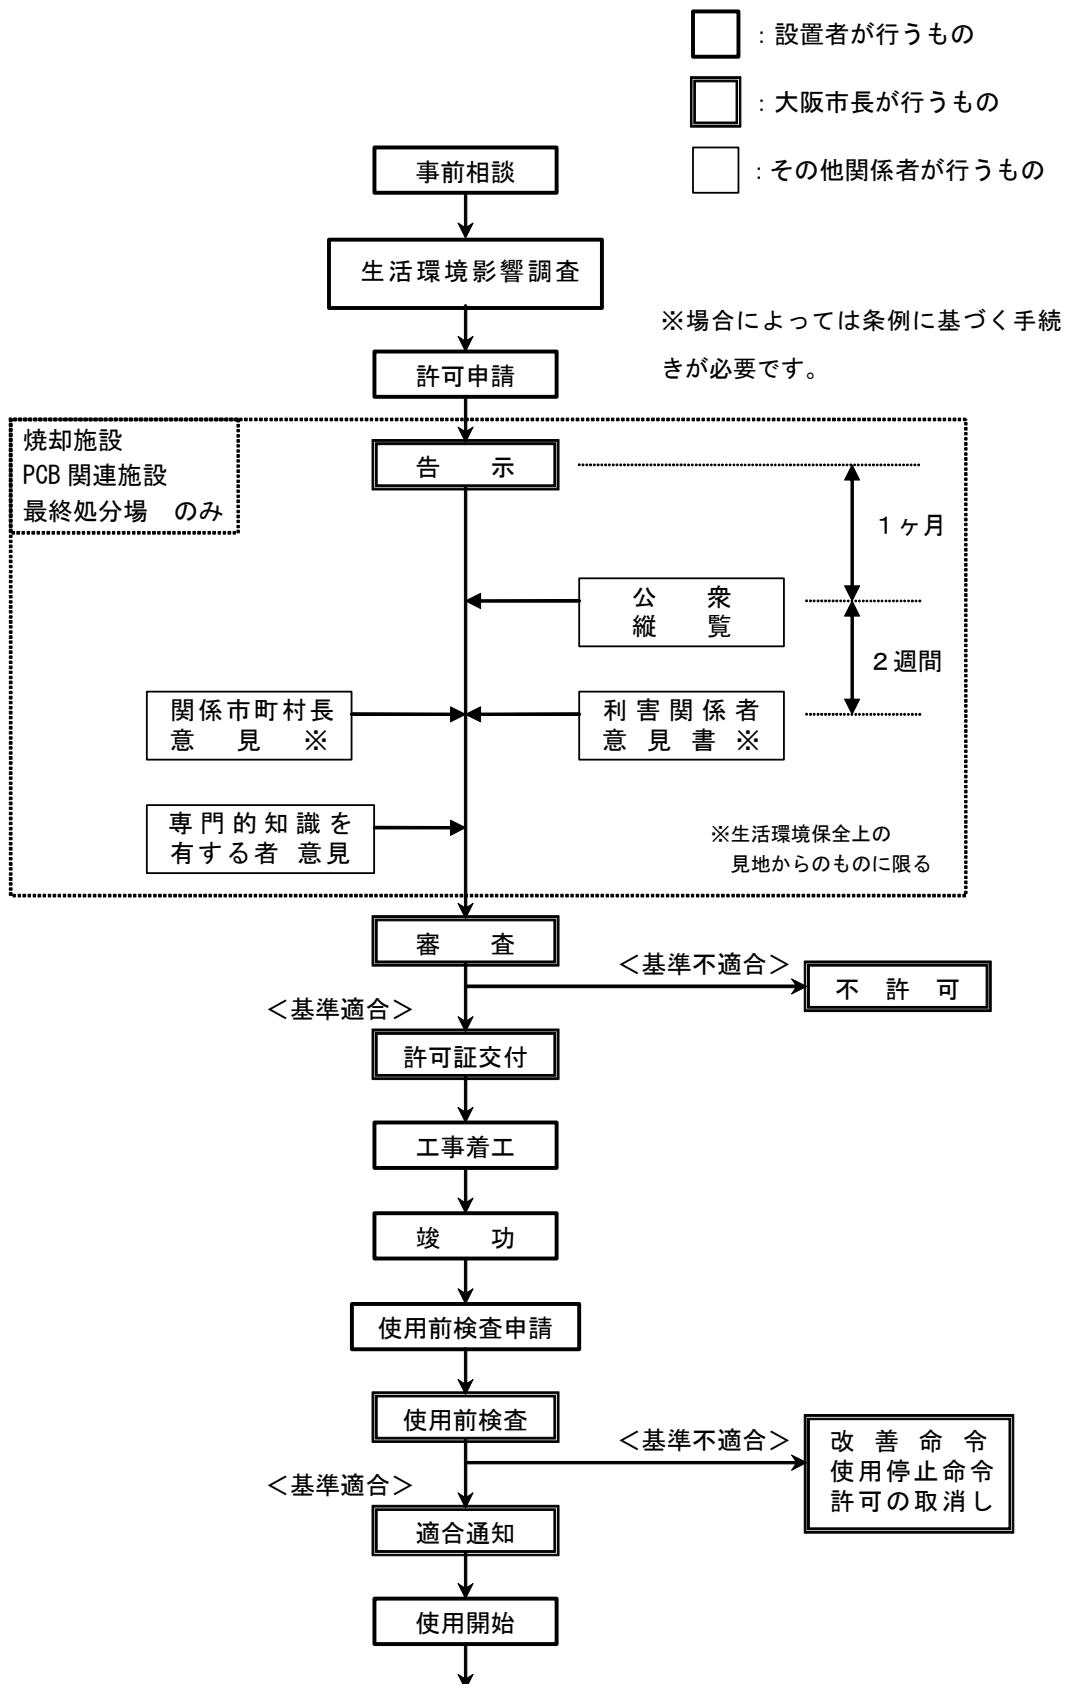 ：設置者が行うもの
：大阪市長が行うもの
：その他関係者が行うもの
事前相談
生活環境影響調査
※場合によっては条例に基づく手続
きが必要です。
許可申請
焼却施設
PCB 関連施設
最終処分場　のみ
告　示
1ヶ月
公　衆
縦　覧
2週間
関係市町村長
意　見　※
利害関係者
意見書※
専門的知識を
有する者 意見
※生活環境保全上の
見地からのものに限る
審　査
＜基準不適合＞
不 許 可
＜基準適合＞
許可証交付
工事着工
竣　功
使用前検査申請
使用前検査
＜基準不適合＞
改 善 命 令
使用停止命令
許可の取消し
＜基準適合＞
適合通知
使用開始